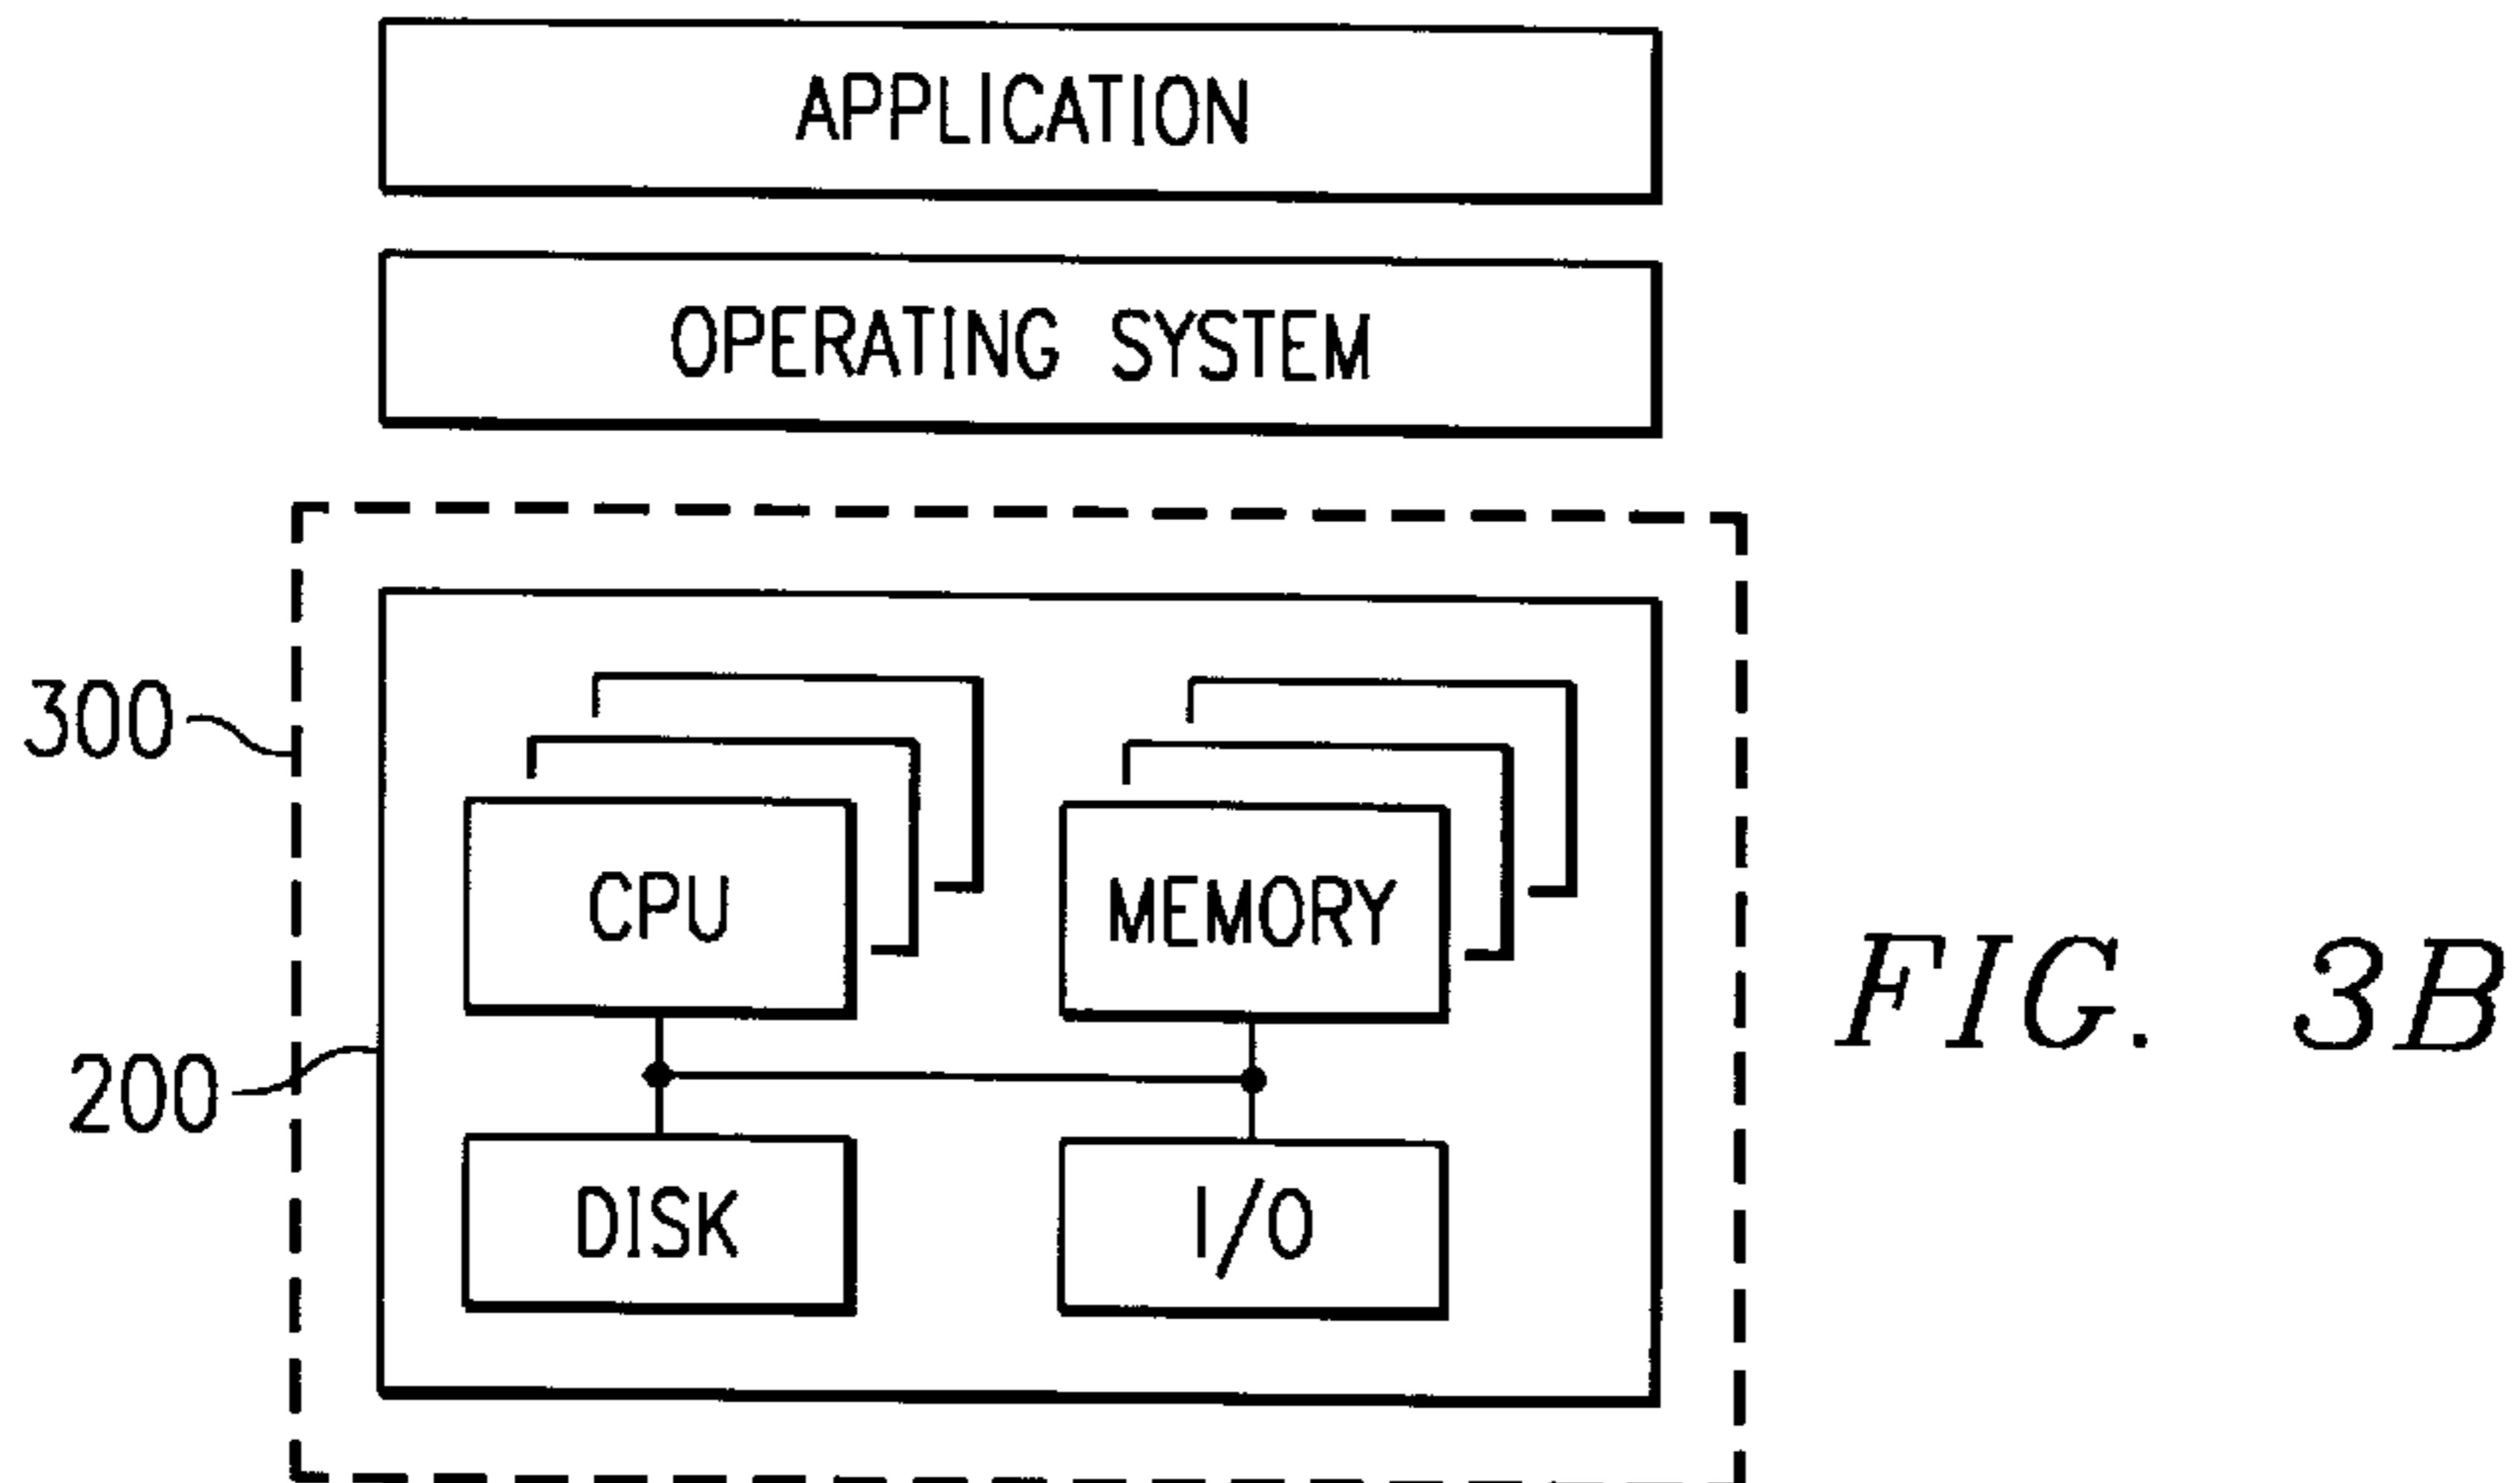 APPLICATION
OPERATING SYSTEM
300
CPU
MEMORY
FIG. 3B
200
DISK
I/O